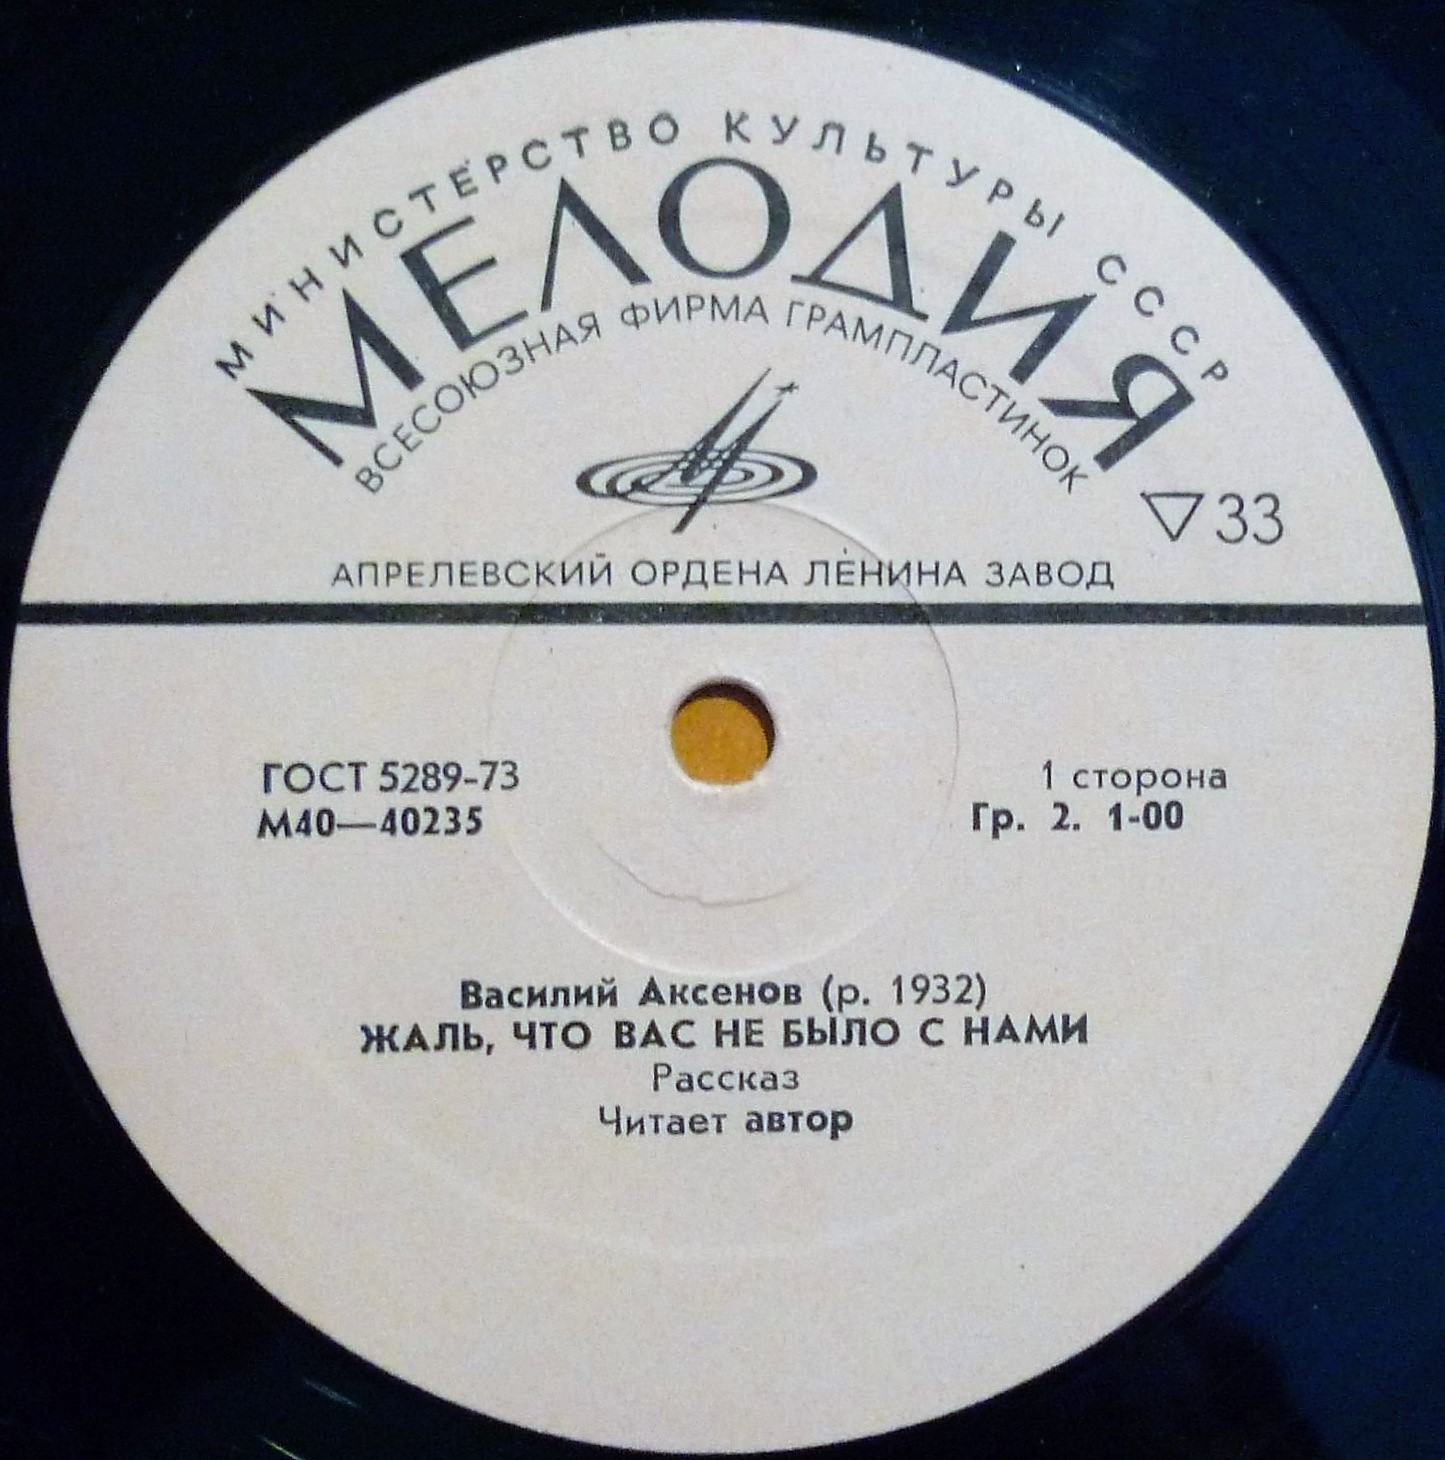 МИНИСТЕРСТВО КУЛЬТУРЫ СССР
МЕЛОДИЯ
ВСЕСОЮЗНАЯ ФИРМА ГРАМПЛАСТИНОК
▽33
АПРЕЛЕВСКИЙ ОРДЕНА ЛЕНИНА ЗАВОД
ГОСТ 5289-73
1 сторона
М40—40235
Гр. 2. 1-00
Василий Аксенов (р. 1932)
ЖАЛЬ, ЧТО ВАС НЕ БЫЛО С НАМИ
Рассказ
Читает автор